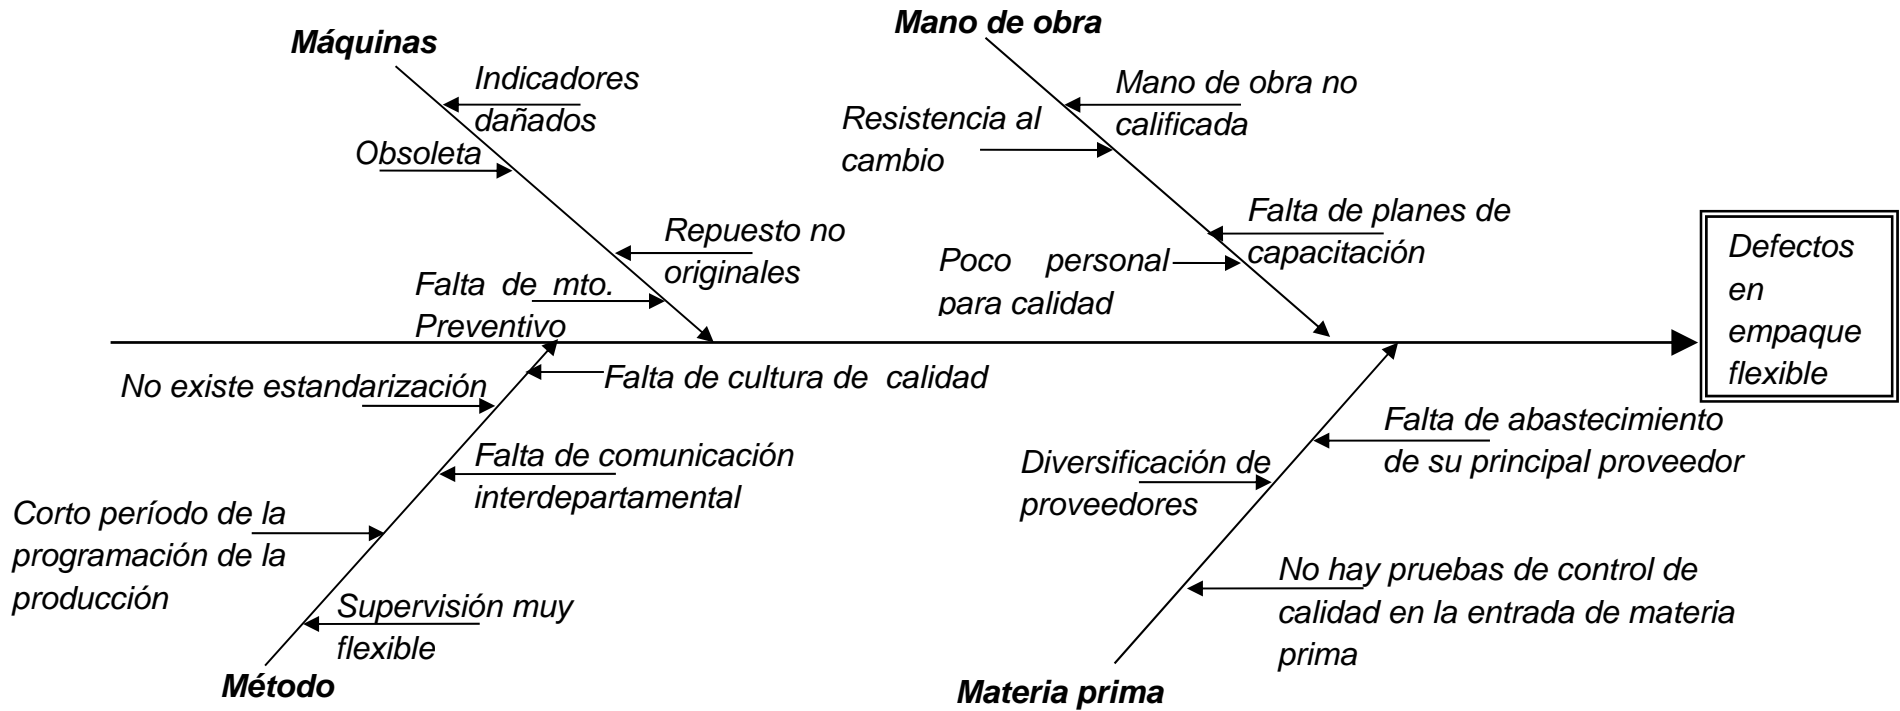 Máquinas
Indicadores
dañados
Obsoleta
Repuesto no
originales
Falta de mto.
Preventivo
Mano de obra
Mano de obra no
calificada
Resistencia al
cambio
Falta de planes de
capacitación
Poco personal
para calidad
Defectos
en
empaque
flexible
No existe estandarización
Falta de cultura de calidad
Falta de comunicación
interdepartamental
Corto período de la
programación de la
producción
Supervisión muy
flexible
Método
Falta de abastecimiento
de su principal proveedor
Diversificación de
proveedores
No hay pruebas de control de
calidad en la entrada de materia
prima
Materia prima